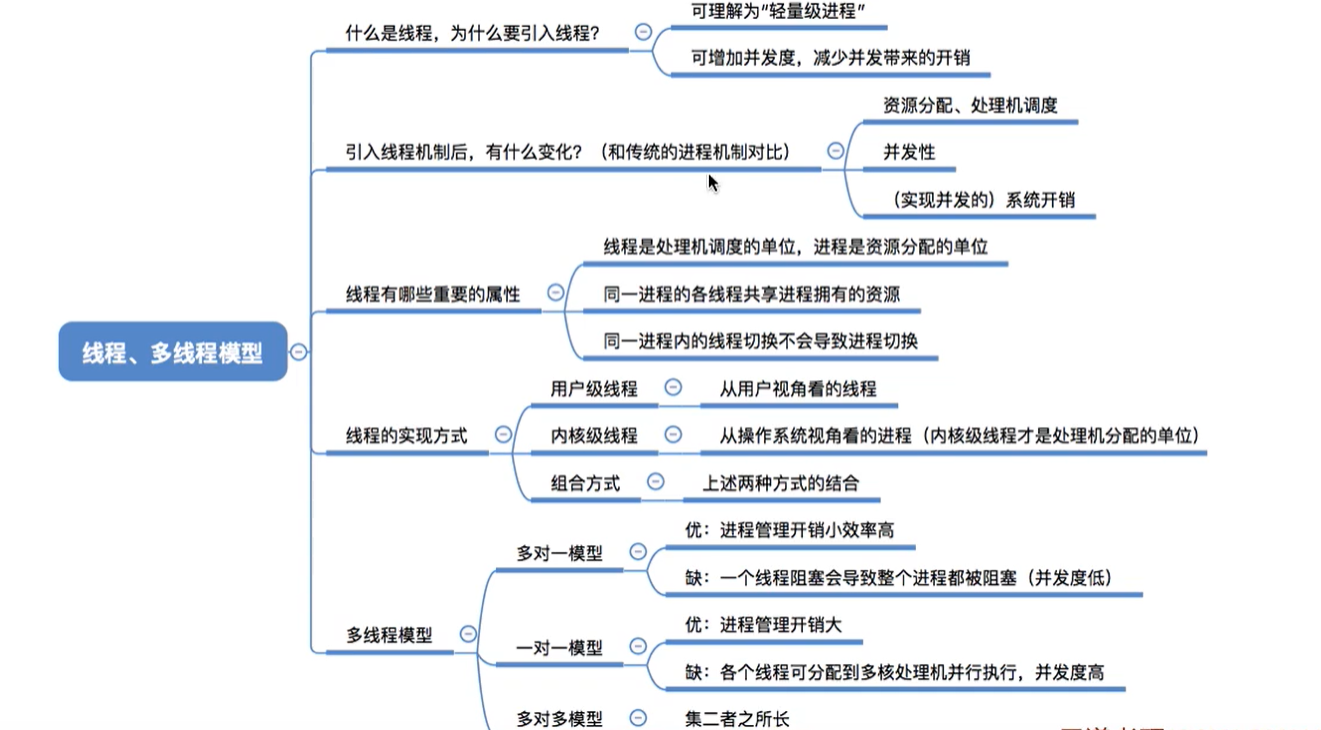 线程、多线程模型
什么是线程，为什么要引入线程？
可理解为“轻量级进程”
可增加并发度，减少并发带来的开销
引入线程机制后，有什么变化？（和传统的进程机制对比）
资源分配、处理机调度
并发性
（实现并发的）系统开销
线程有哪些重要的属性
线程是处理机调度的单位，进程是资源分配的单位
同一进程的各线程共享进程拥有的资源
同一进程内的线程切换不会导致进程切换
线程的实现方式
用户级线程
从用户视角看的线程
内核级线程
从操作系统视角看的进程（内核级线程才是处理机分配的单位）
组合方式
上述两种方式的结合
多线程模型
多对一模型
优：进程管理开销小效率高
缺：一个线程阻塞会导致整个进程都被阻塞（并发度低）
一对一模型
优：进程管理开销大
缺：各个线程可分配到多核处理机并行执行，并发度高
多对多模型
集二者之所长